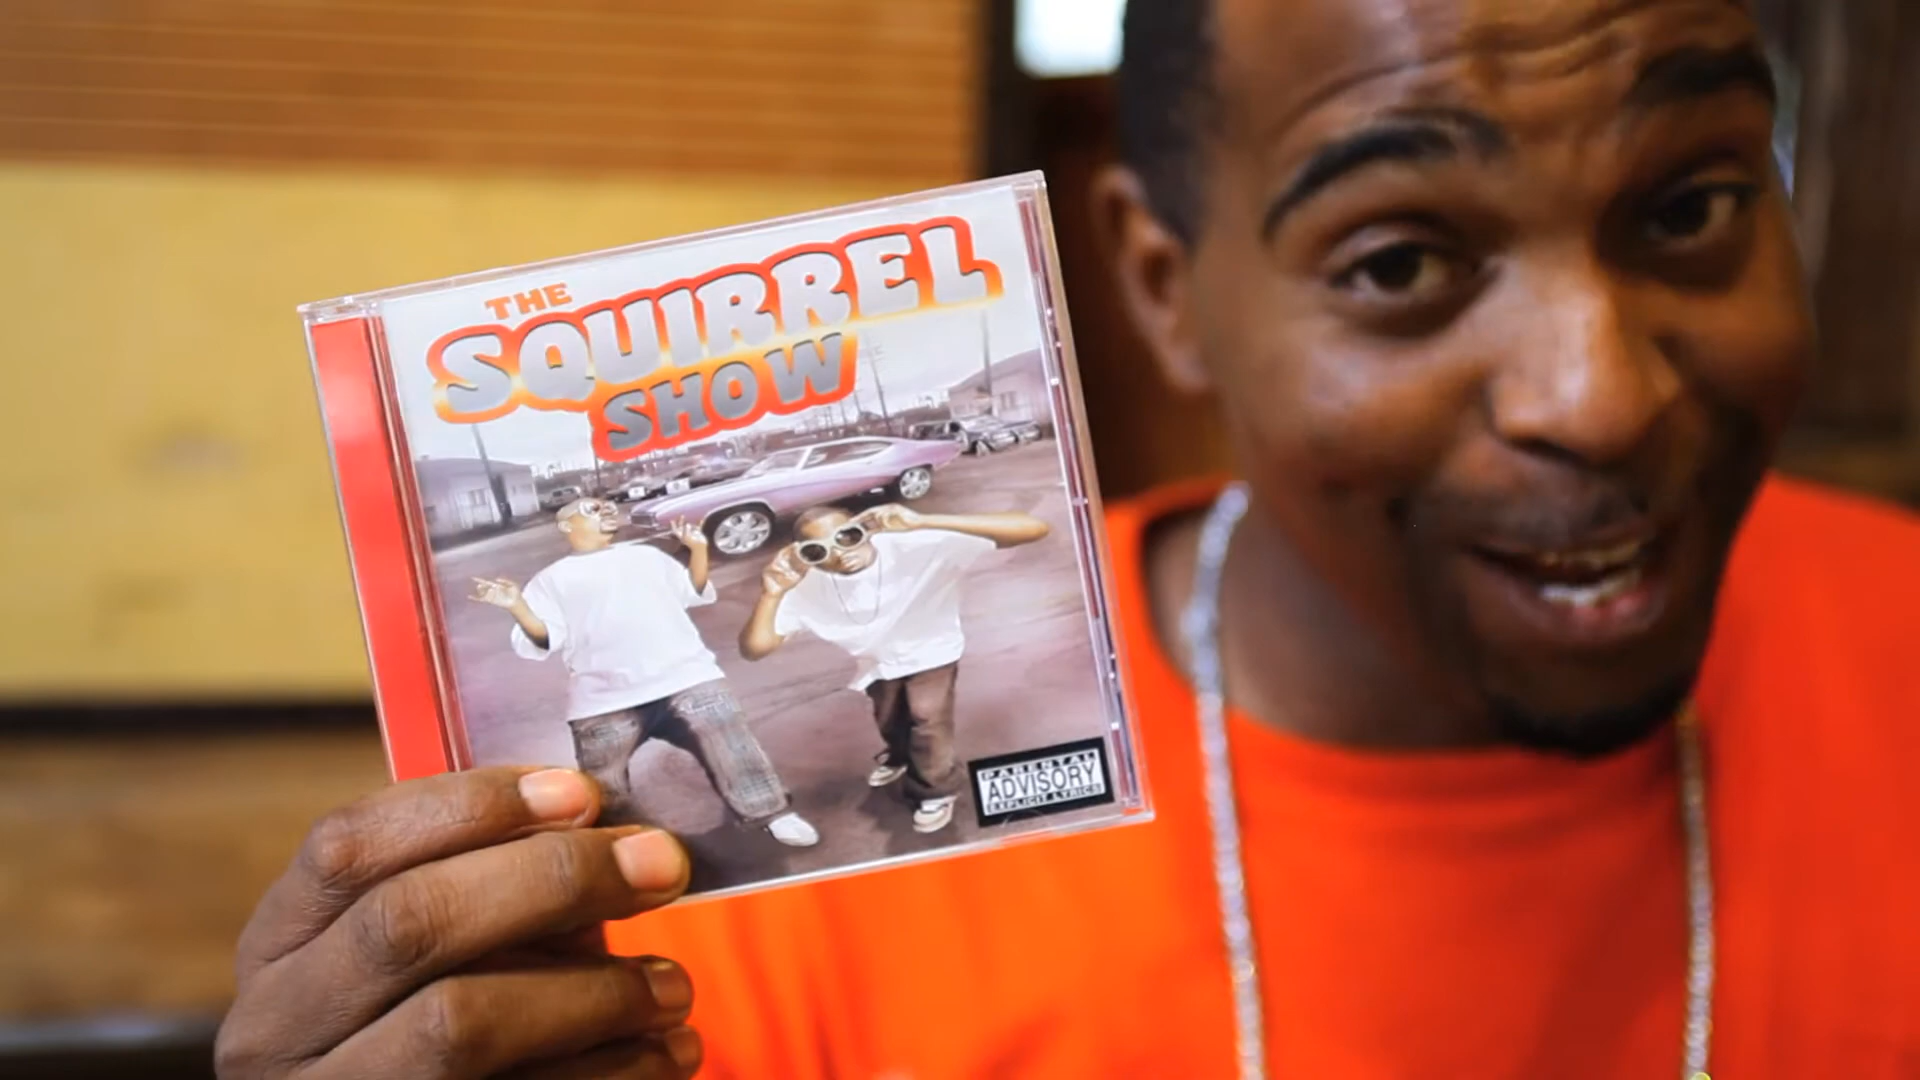 THE
SQUIRREL
SHOW
PARENTAL
ADVISORY
EXPLICIT LYRICS